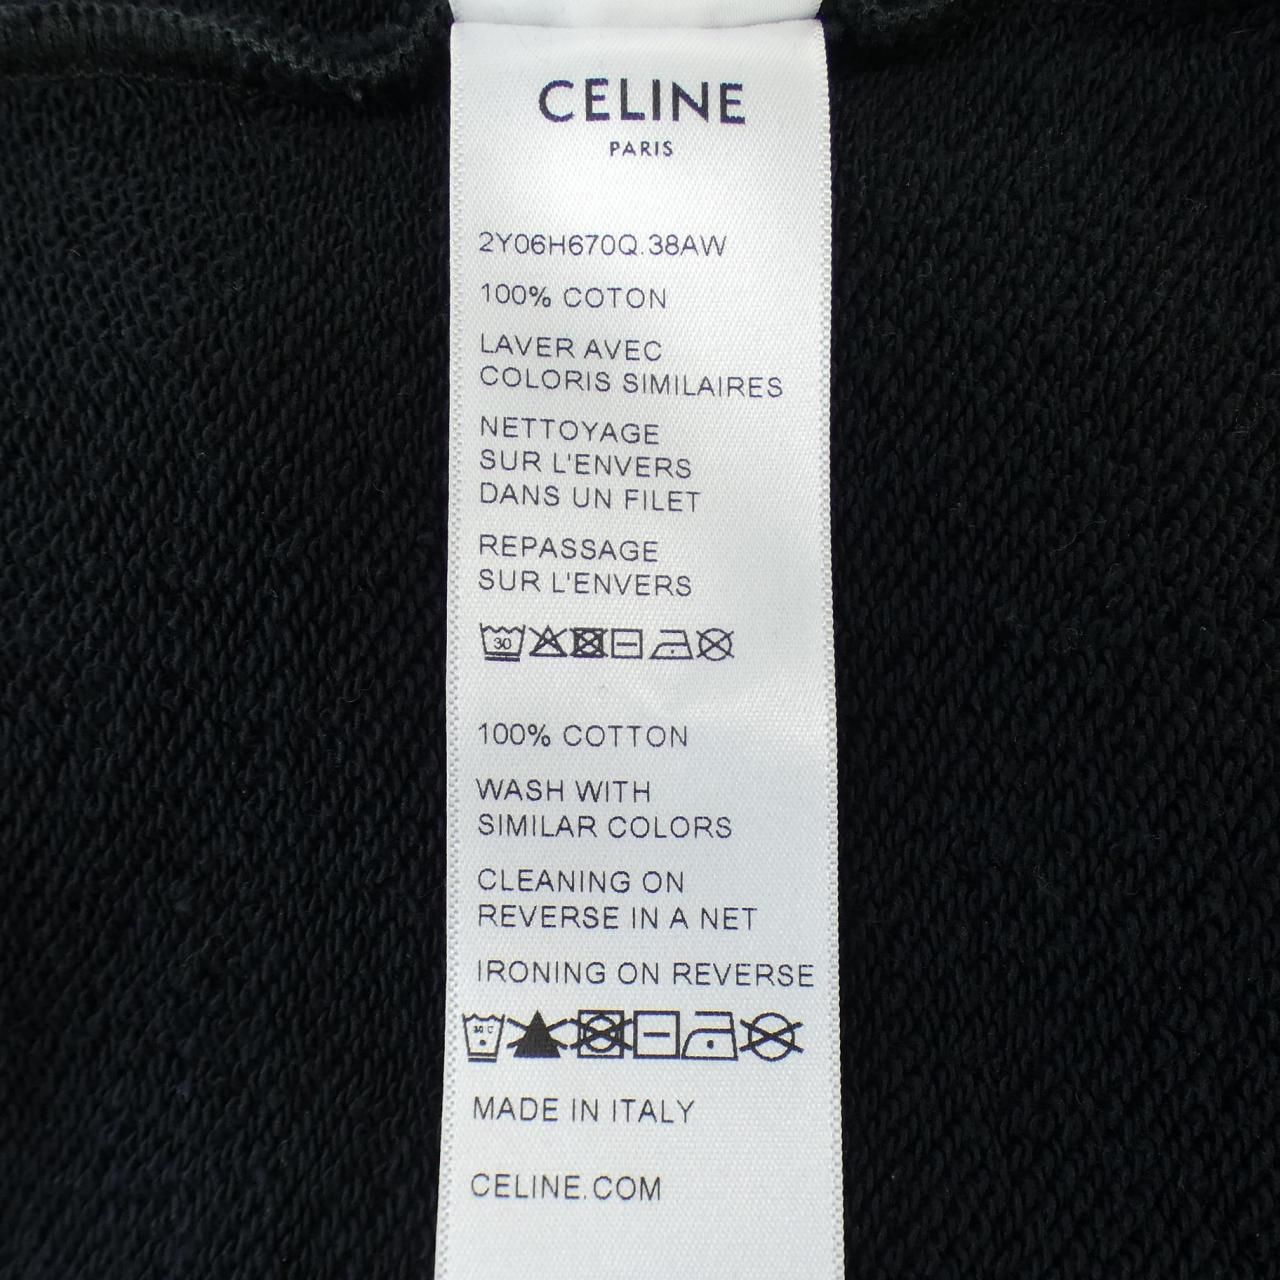 CELINE
PARIS
2Y06H670Q.38AW
100% COTON
LAVER AVEC
COLORIS SIMILAIRES
NETTOYAGE
SUR L'ENVERS
DANS UN FILET
REPASSAGE
SUR L'ENVERS
30
100% COTTON
WASH WITH
SIMILAR COLORS
CLEANING ON
REVERSE IN A NET
IRONING ON REVERSE
30°C
MADE IN ITALY
CELINE.COM